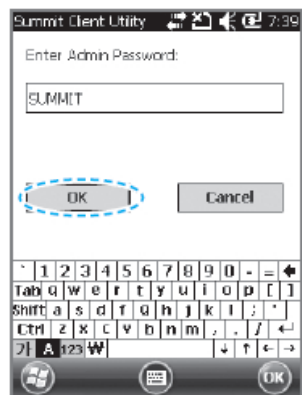 Summit Client Utility 7:39
Enter Admin Password:
SUMMIT
OK Cancel
` 1 2 3 4 5 6 7 8 9 0 - =
Tab q w e r t y u i o p [ ]
Shift a s d f g h j k l ; '
Ctrl z x c v b n m , . / ↵
가 A 123 ₩ ↓ ↑ ← →
OK